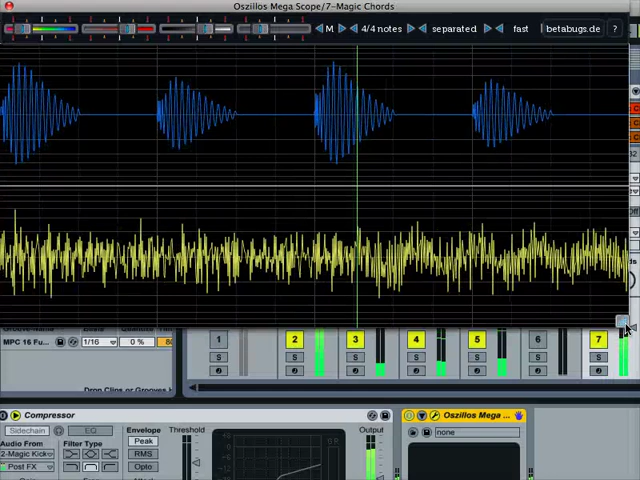 Oszillos Mega Scope/7-Magic Chords
M 4/4 notes separated fast betabugs.de ?
MPC 16 Fu... 1/16 0 %
Drop Clips or Grooves
1 2 3 4 5 6 7
S S S S S S S
Compressor
Oszillos Mega ...
Sidechain EQ Envelope Threshold Output
none
Audio From Filter Type Peak
2-Magic Kick
RMS
Post FX
Opto